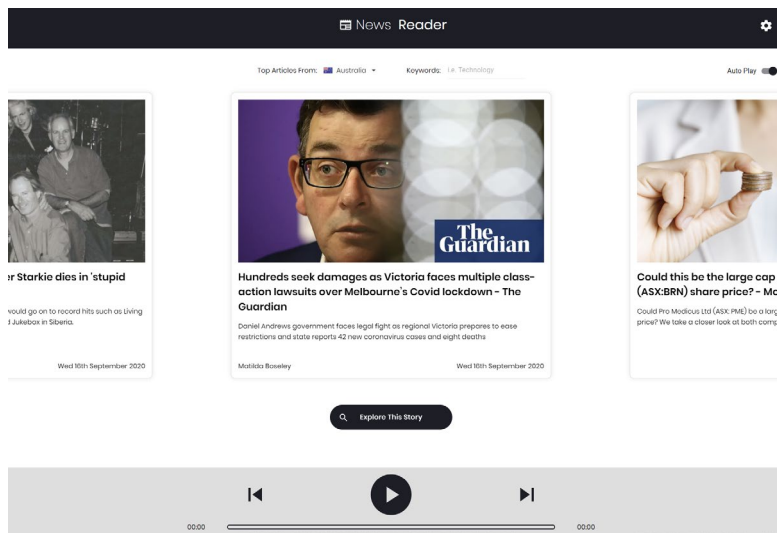 News Reader
Top Articles From: Australia Keywords: i.e. Technology Auto Play
The
Guardian
r Starkie dies in 'stupid
would go on to record hits such as Living
d Jukebox in Siberia.
Wed 16th September 2020
Hundreds seek damages as Victoria faces multiple class-
action lawsuits over Melbourne's Covid lockdown - The
Guardian
Daniel Andrews government faces legal fight as regional Victoria prepares to ease
restrictions and state reports 42 new coronavirus cases and eight deaths
Matilda Boseley Wed 16th September 2020
Could this be the large cap
(ASX:BRN) share price? - Mo
Could Pro Medicus Ltd (ASX: PME) be a larg
price? We take a closer look at both comp
Explore This Story
00:00 00:00